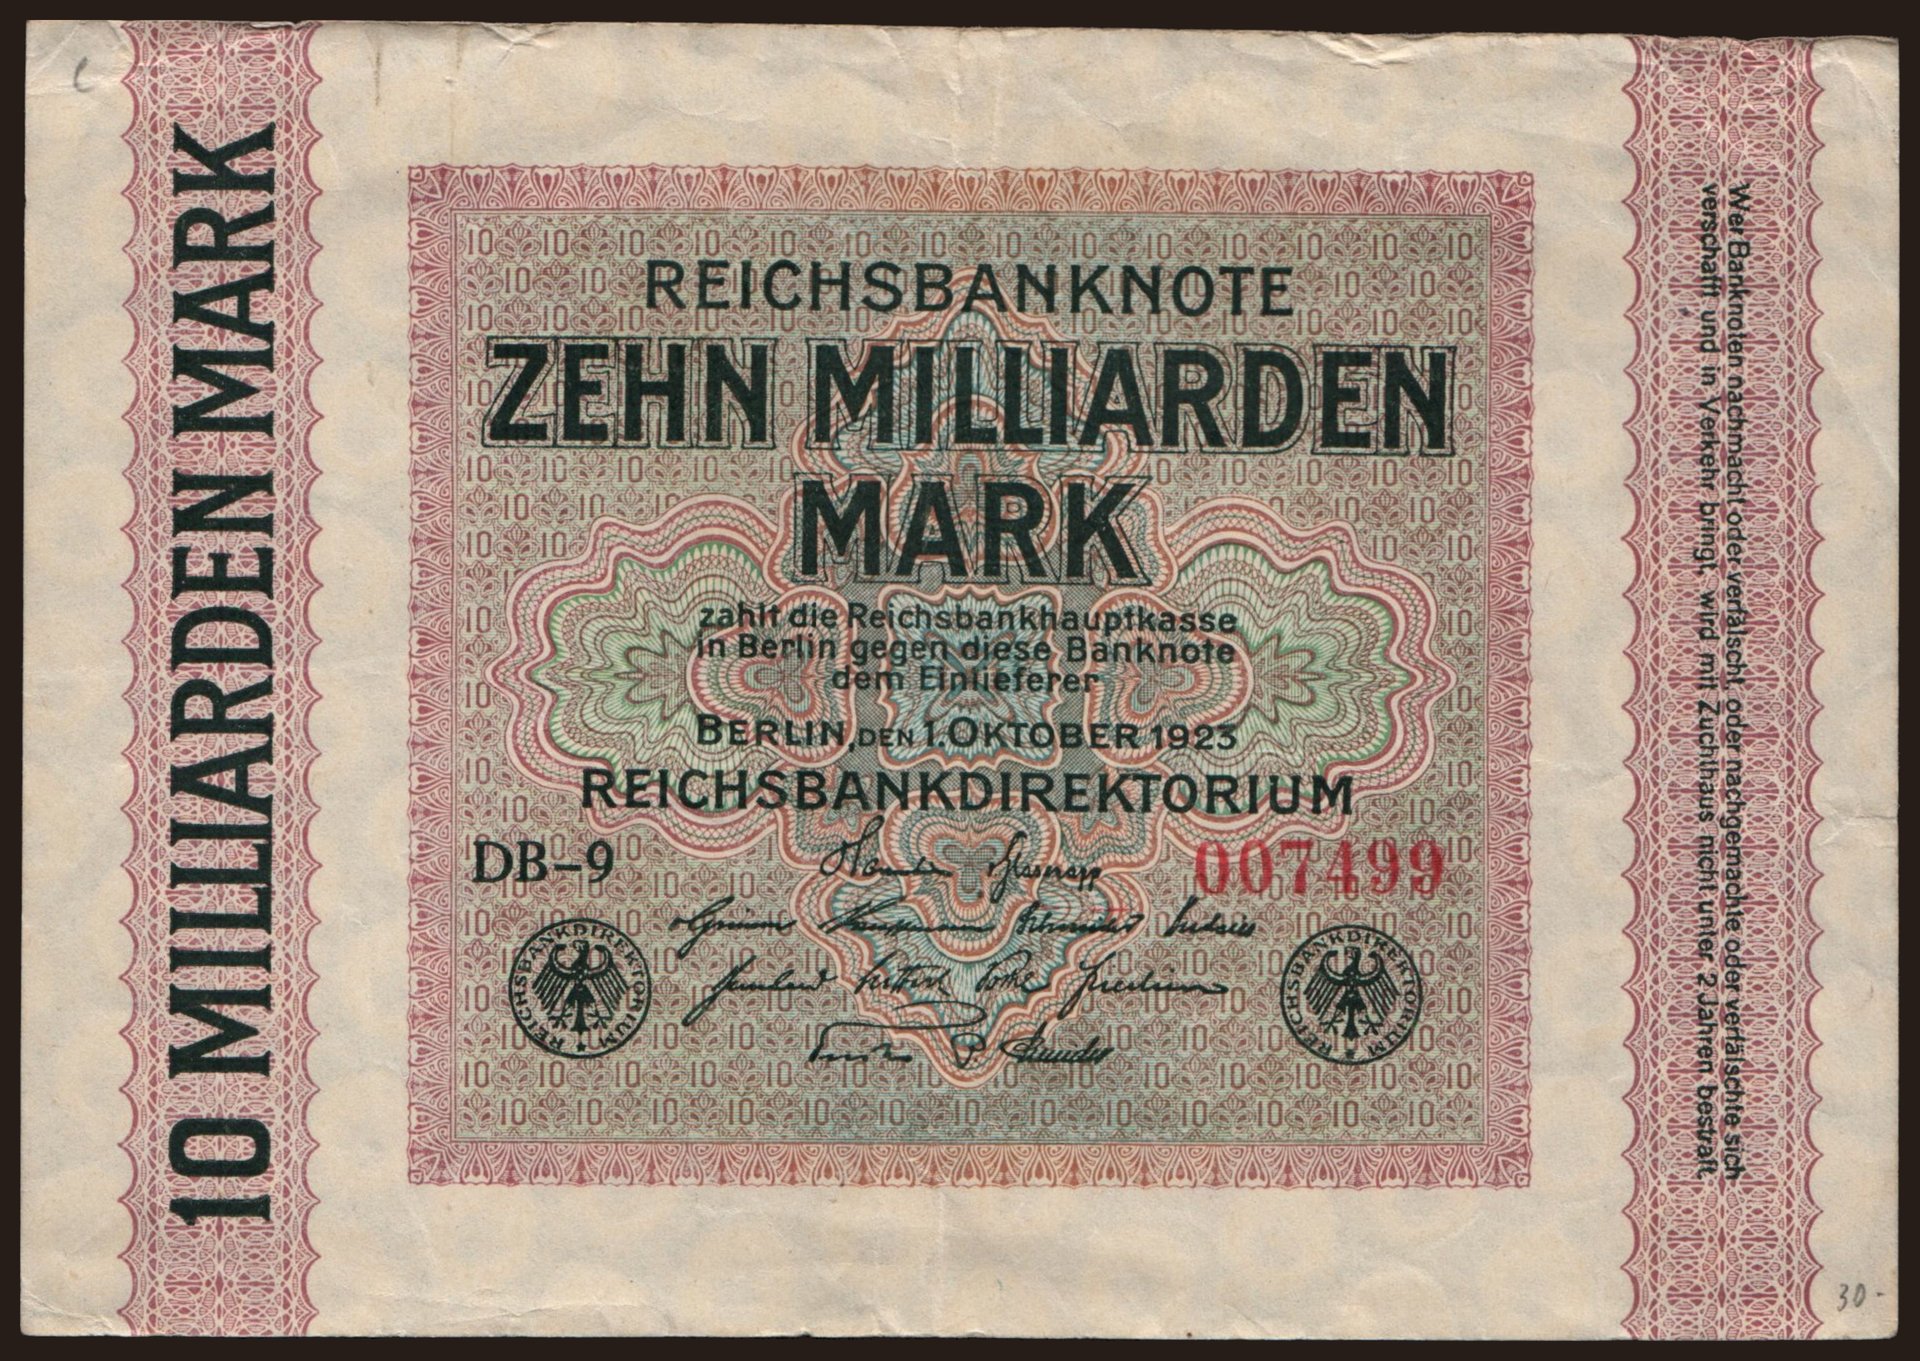 10 MILLIARDEN MARK
REICHSBANKNOTE
ZEHN MILLIARDEN
MARK
zahlt die Reichsbankhauptkasse
in Berlin gegen diese Banknote
dem Einlieferer
BERLIN, DEN 1. OKTOBER 1923
REICHSBANKDIREKTORIUM
DB-9
007499
REICHSBANKDIREKTORIUM
REICHSBANKDIREKTORIUM
Wer Banknoten nachmacht oder verfälscht, oder nachgemachte oder verfälschte sich
verschafft und in Verkehr bringt, wird mit Zuchthaus nicht unter 2 Jahren bestraft
30-